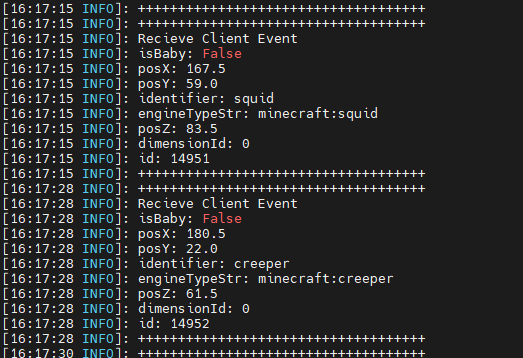 [16:17:15 INFO]: ++++++++++++++++++++++++++++++++++++
[16:17:15 INFO]: ++++++++++++++++++++++++++++++++++++
[16:17:15 INFO]: Recieve Client Event
[16:17:15 INFO]: isBaby: False
[16:17:15 INFO]: posX: 167.5
[16:17:15 INFO]: posY: 59.0
[16:17:15 INFO]: identifier: squid
[16:17:15 INFO]: engineTypeStr: minecraft:squid
[16:17:15 INFO]: posZ: 83.5
[16:17:15 INFO]: dimensionId: 0
[16:17:15 INFO]: id: 14951
[16:17:15 INFO]: ++++++++++++++++++++++++++++++++++++
[16:17:28 INFO]: ++++++++++++++++++++++++++++++++++++
[16:17:28 INFO]: Recieve Client Event
[16:17:28 INFO]: isBaby: False
[16:17:28 INFO]: posX: 180.5
[16:17:28 INFO]: posY: 22.0
[16:17:28 INFO]: identifier: creeper
[16:17:28 INFO]: engineTypeStr: minecraft:creeper
[16:17:28 INFO]: posZ: 61.5
[16:17:28 INFO]: dimensionId: 0
[16:17:28 INFO]: id: 14952
[16:17:28 INFO]: ++++++++++++++++++++++++++++++++++++
[16:17:30 INFO]: ++++++++++++++++++++++++++++++++++++